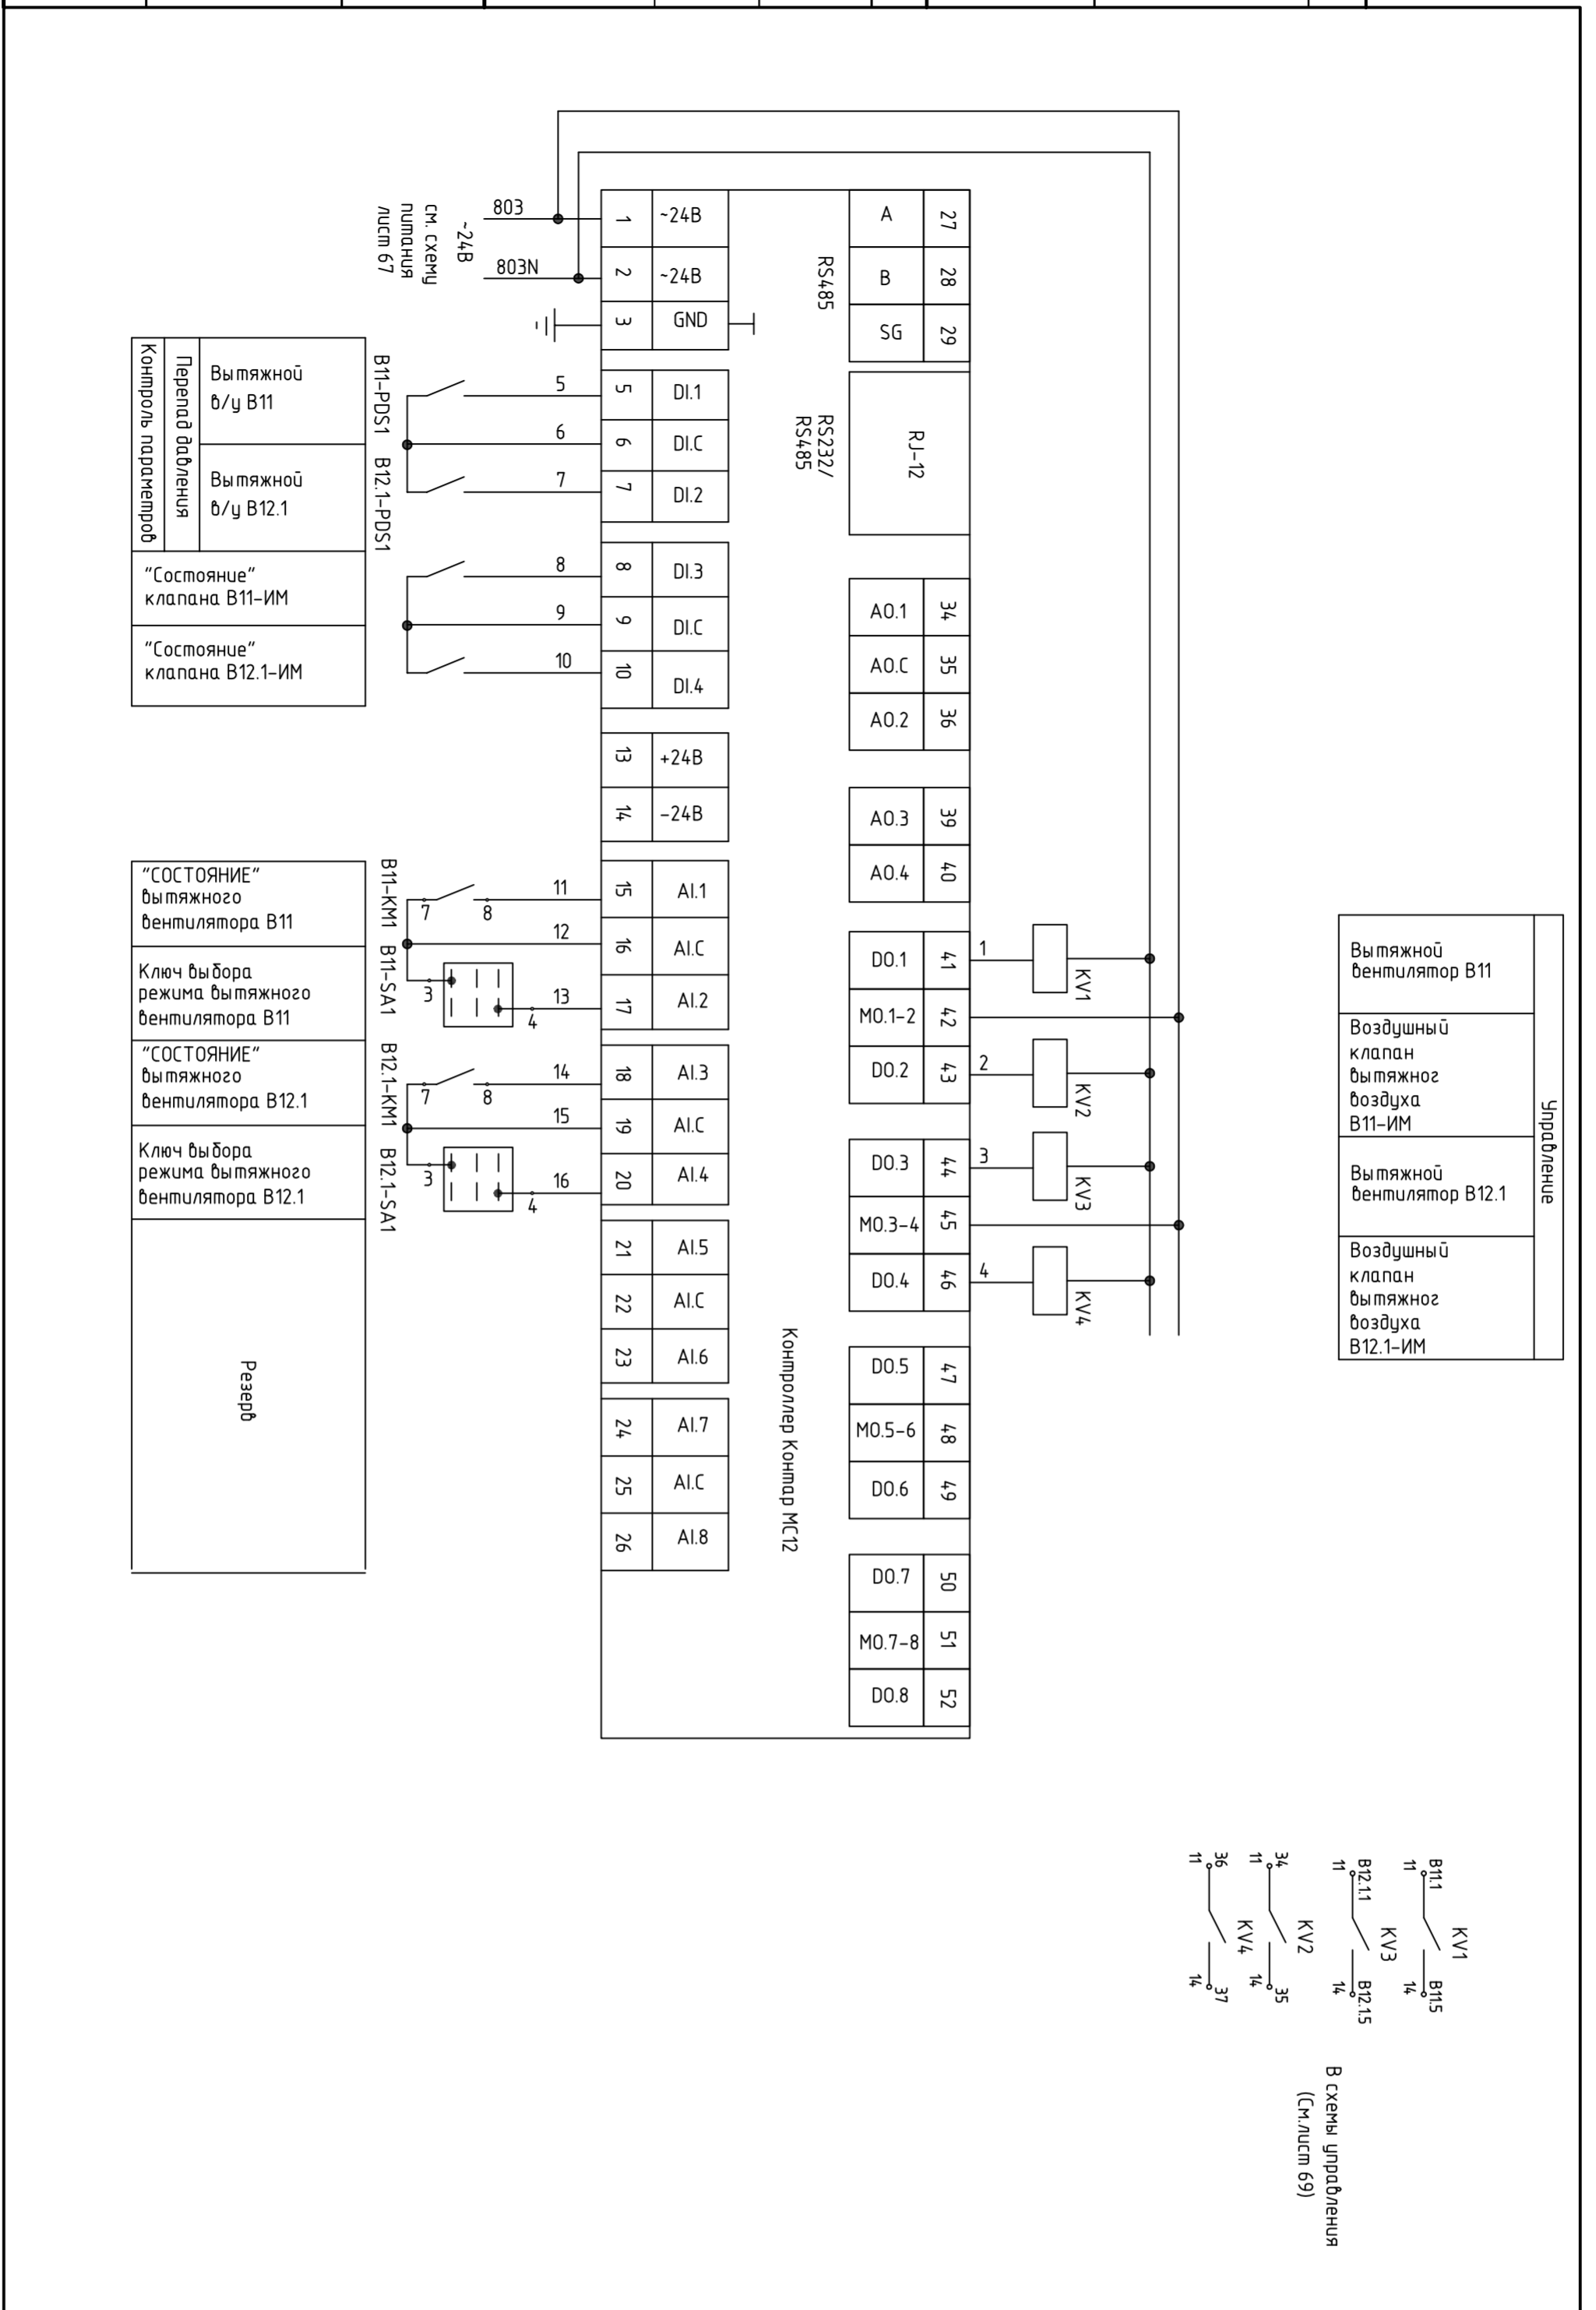 803
803N
~24В
см. схему
питания
лист 67
1
~24В
2
~24В
3
GND
5
DI.1
6
DI.C
7
DI.2
8
DI.3
9
DI.C
10
DI.4
13
+24В
14
-24В
15
AI.1
16
AI.C
17
AI.2
18
AI.3
19
AI.C
20
AI.4
21
AI.5
22
AI.C
23
AI.6
24
AI.7
25
AI.C
26
AI.8
5
6
7
8
9
10
11
12
13
14
15
16
В11-PDS1
В12.1-PDS1
Контроль параметров
Перепад давления
Вытяжной
в/у В11
Вытяжной
в/у В12.1
"Состояние"
клапана В11-ИМ
"Состояние"
клапана В12.1-ИМ
В11-КМ1
7
8
В11-SA1
3
4
В12.1-КМ1
7
8
В12.1-SA1
3
4
"СОСТОЯНИЕ"
вытяжного
вентилятора В11
Ключ выбора
режима вытяжного
вентилятора В11
"СОСТОЯНИЕ"
вытяжного
вентилятора В12.1
Ключ выбора
режима вытяжного
вентилятора В12.1
Резерв
RS485
RS232/
RS485
Контроллер Контар МС12
A
27
B
28
SG
29
RJ-12
AO.1
34
AO.C
35
AO.2
36
AO.3
39
AO.4
40
DO.1
41
MO.1-2
42
DO.2
43
DO.3
44
MO.3-4
45
DO.4
46
DO.5
47
MO.5-6
48
DO.6
49
DO.7
50
MO.7-8
51
DO.8
52
1
KV1
2
KV2
3
KV3
4
KV4
Управление
Вытяжной
вентилятор В11
Воздушный
клапан
вытяжног
воздуха
В11-ИМ
Вытяжной
вентилятор В12.1
Воздушный
клапан
вытяжног
воздуха
В12.1-ИМ
KV1
В11.1
11
В11.5
14
KV3
В12.1.1
11
В12.1.5
14
KV2
34
11
35
14
KV4
36
11
37
14
В схемы управления
(См.лист 69)